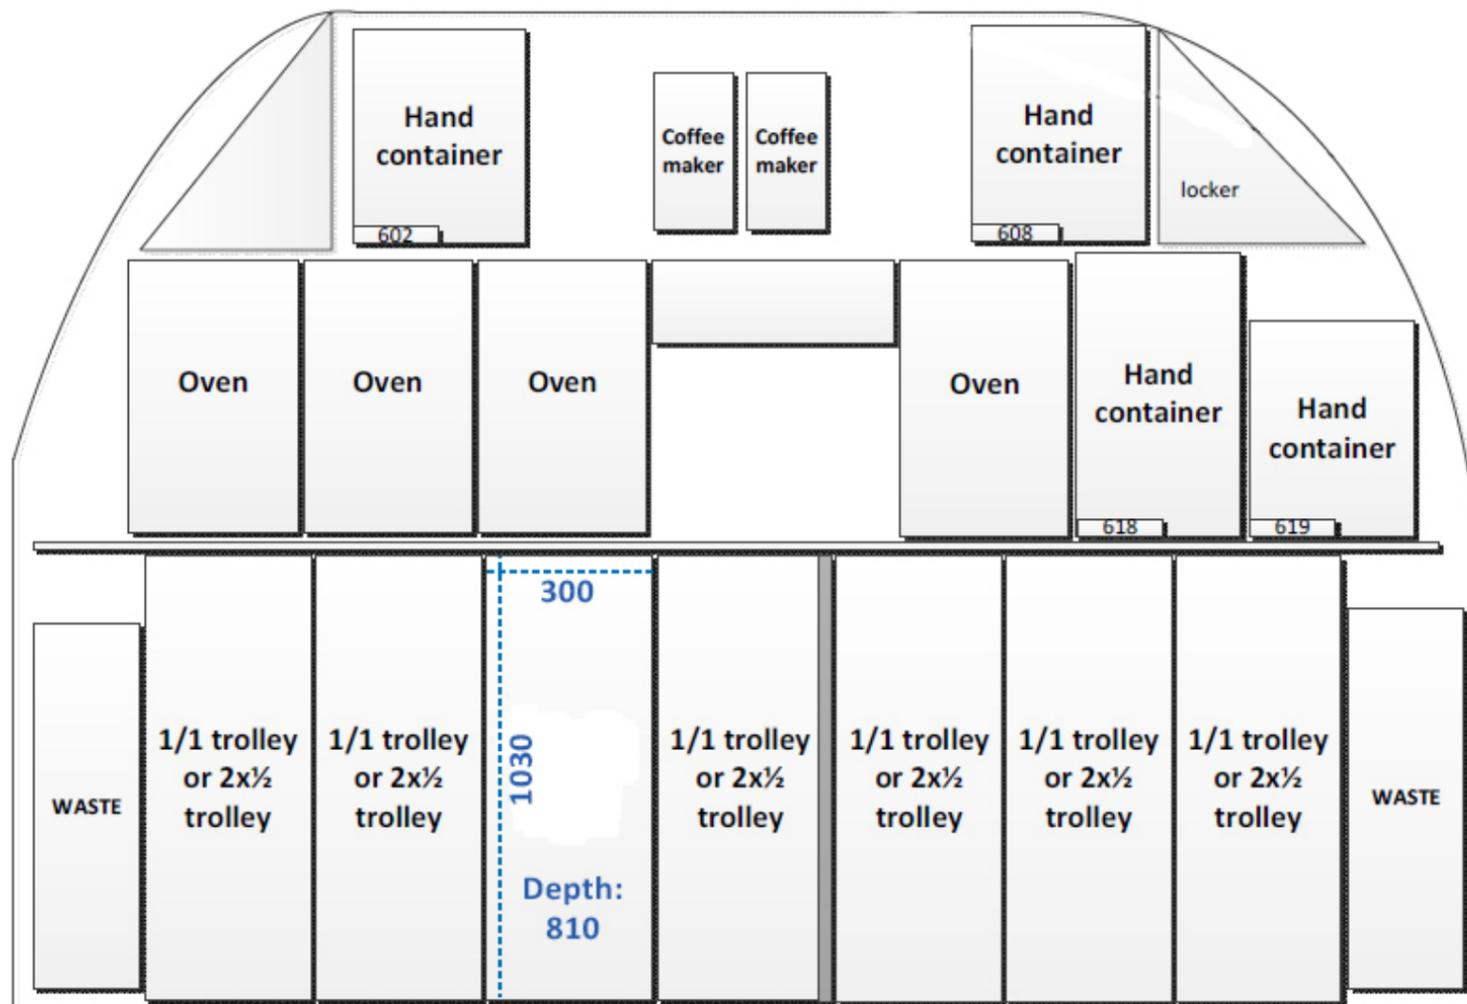 Hand
container
602
Coffee
maker
Coffee
maker
Hand
container
608
locker
Oven
Oven
Oven
Oven
Hand
container
618
Hand
container
619
WASTE
1/1 trolley
or 2x½
trolley
1/1 trolley
or 2x½
trolley
300
1030
Depth:
810
1/1 trolley
or 2x½
trolley
1/1 trolley
or 2x½
trolley
1/1 trolley
or 2x½
trolley
1/1 trolley
or 2x½
trolley
WASTE